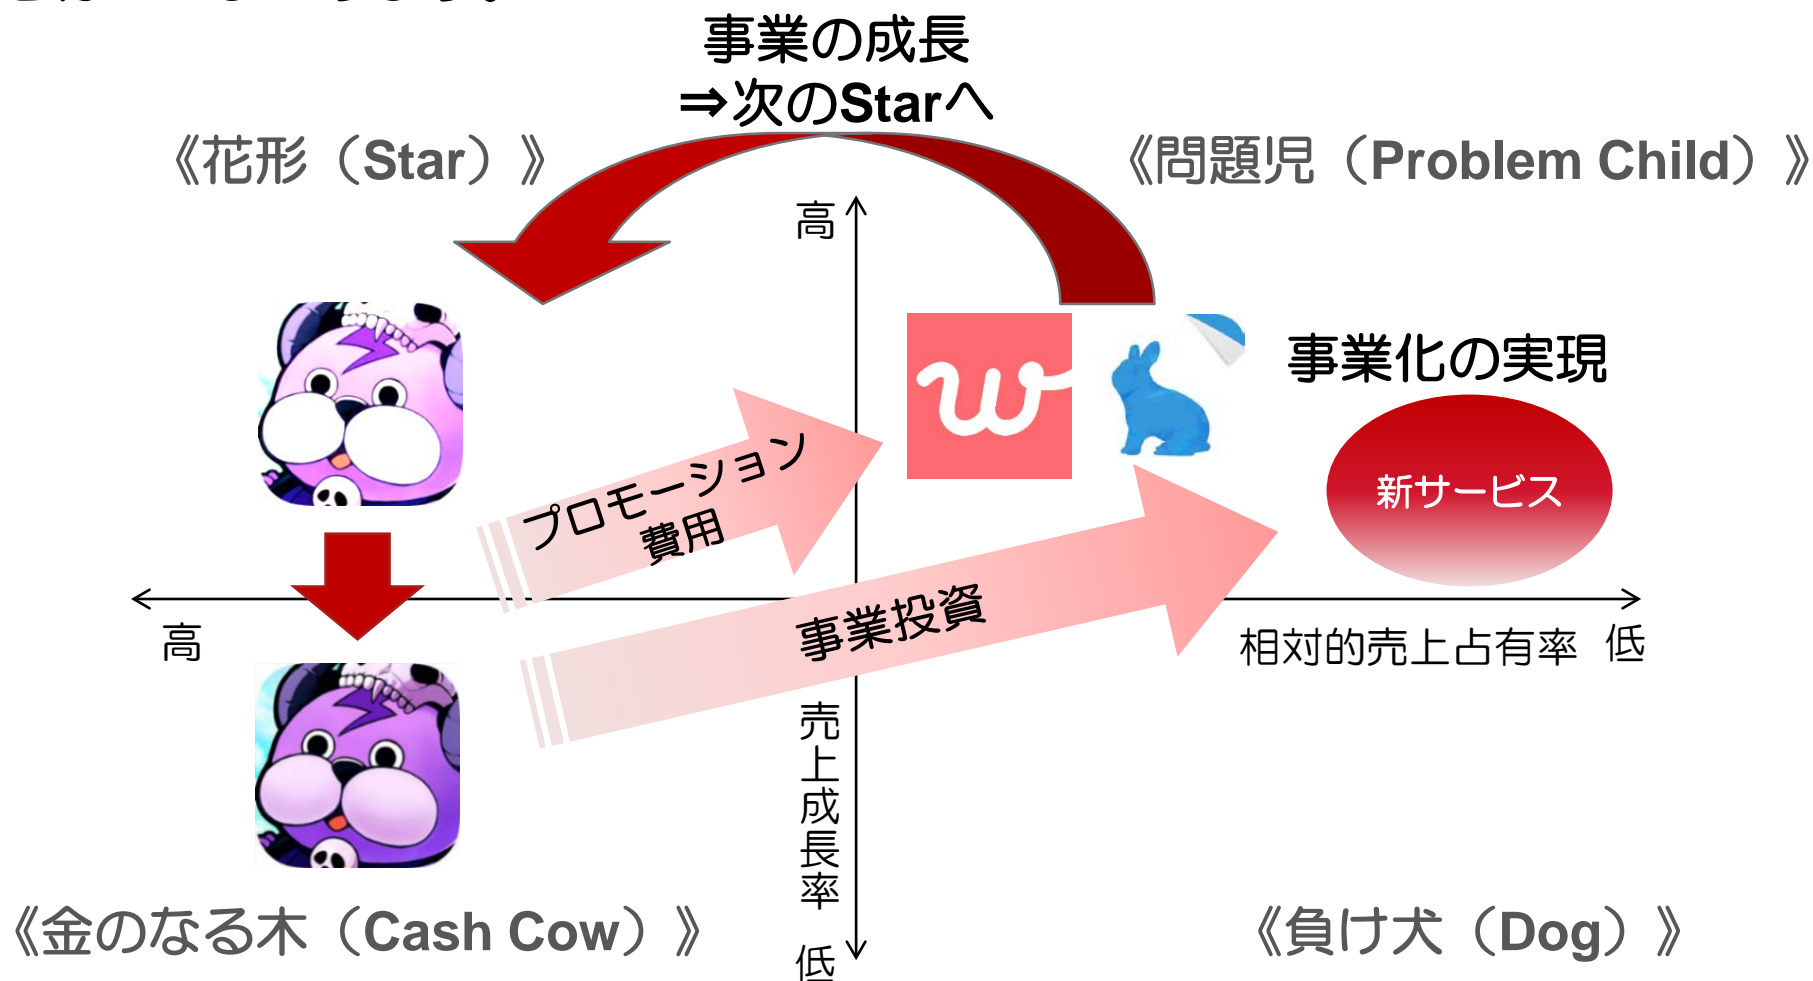 事業の成長
⇒次のStarへ
《花形（Star）》
《問題児（Problem Child）》
高
w
事業化の実現
新サービス
プロモーション
費用
事業投資
高
相対的売上占有率 低
売上成長率 低
《金のなる木（Cash Cow）》
《負け犬（Dog）》